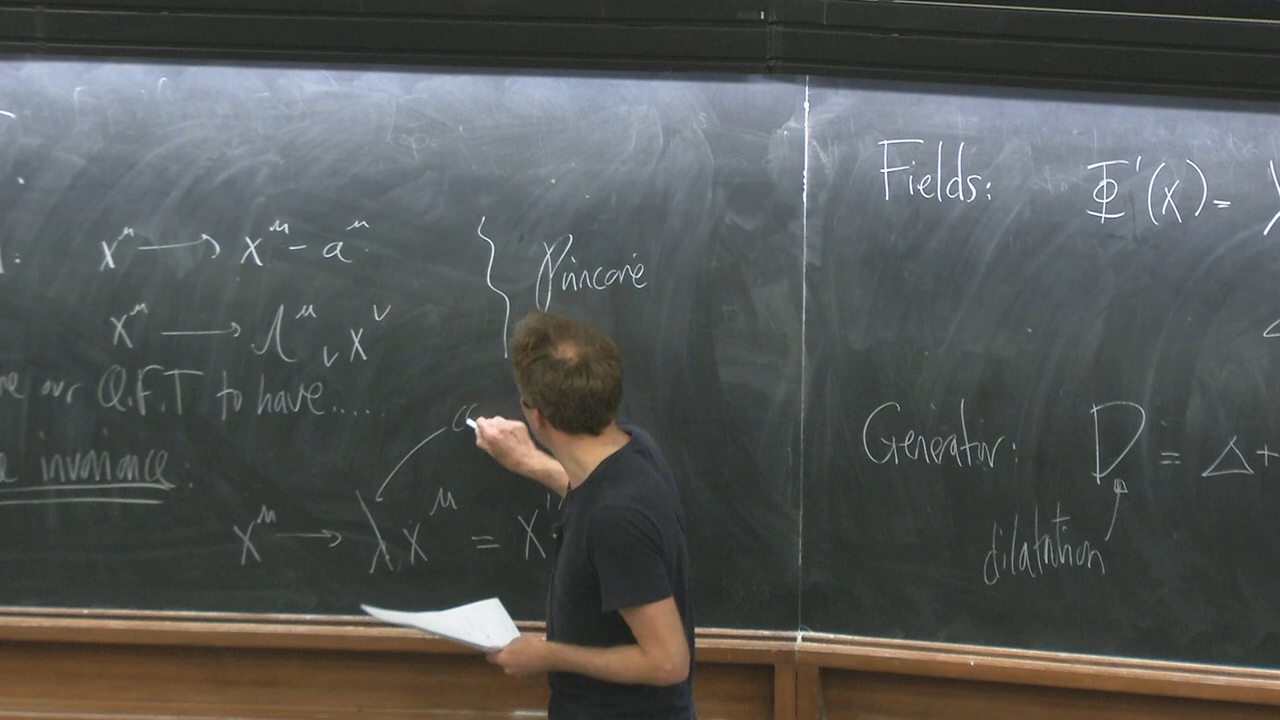 x^μ → x^μ - a^μ
x^μ → Λ^μ_ν x^ν
Poincaré
our Q.F.T to have.....
invariance
x^μ → λ x^μ = x'
Fields: Φ'(x) = λ
Generator: D = Δ +
dilatation